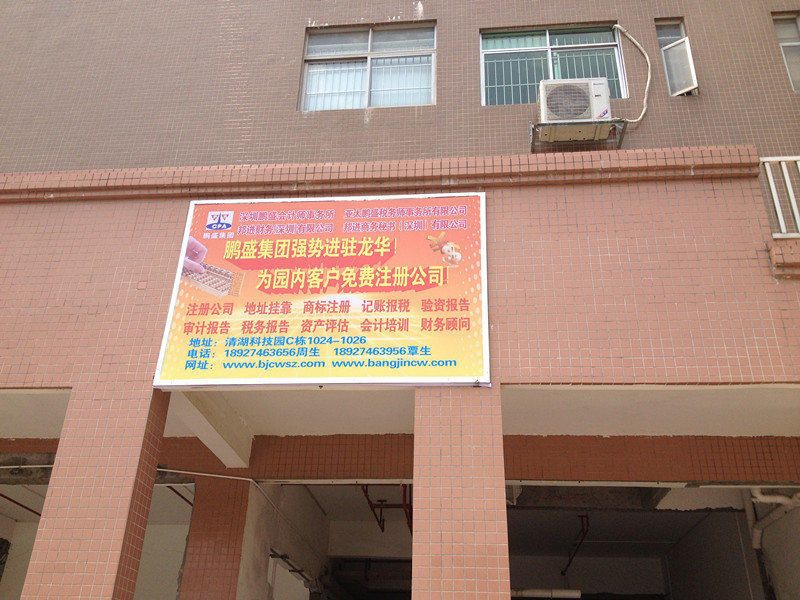 深圳鹏盛会计师事务所 亚太鹏盛税务师事务所有限公司
CPA 邦进财务(深圳)有限公司 邦进商务秘书(深圳)有限公司
鹏盛集团
鹏盛集团强势进驻龙华!
为园内客户免费注册公司!
注册公司 地址挂靠 商标注册 记账报税 验资报告
审计报告 税务报告 资产评估 会计培训 财务顾问
地址: 清湖科技园C栋1024-1026
电话: 18927463656周生 18927463956覃生
网址: www.bjcwsz.com www.bangjincw.com